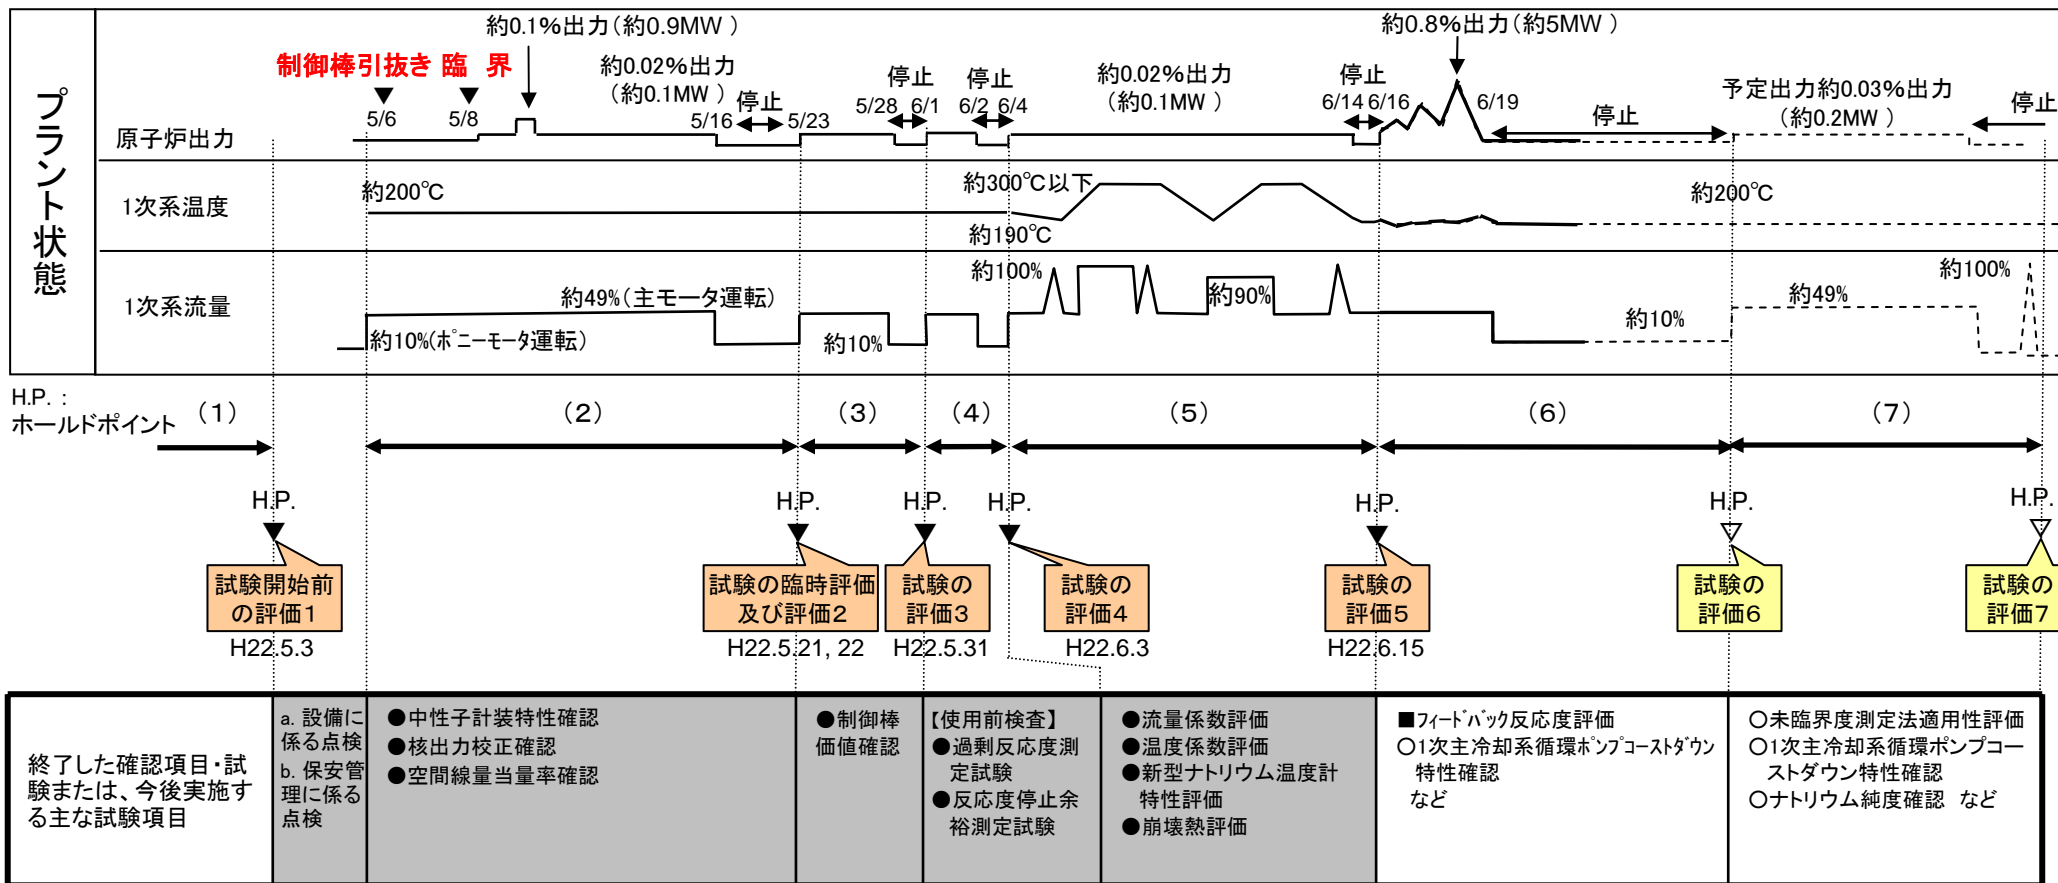 プラント状態
約0.1%出力(約0.9MW )
約0.8%出力(約5MW )
制御棒引抜き 臨 界
約0.02%出力
(約0.1MW )
停止
停止
停止
約0.02%出力
(約0.1MW )
停止
予定出力約0.03%出力
(約0.2MW )
停止
停止
5/6
5/8
5/16
5/23
5/28
6/1
6/2
6/4
6/14
6/16
6/19
原子炉出力
1次系温度
約200℃
約300℃以下
約190℃
約200℃
1次系流量
約10%(ポニーモータ運転)
約49%(主モータ運転)
約10%
約100%
約90%
約10%
約49%
約100%
H.P. :
ホールドポイント
(1)
(2)
(3)
(4)
(5)
(6)
(7)
H.P.
H.P.
H.P.
H.P.
H.P.
H.P.
H.P.
試験開始前
の評価1
H22.5.3
試験の臨時評価
及び評価2
H22.5.21, 22
試験の
評価3
H22.5.31
試験の
評価4
H22.6.3
試験の
評価5
H22.6.15
試験の
評価6
試験の
評価7
終了した確認項目・試
験または、今後実施す
る主な試験項目
a. 設備に
係る点検
b. 保安管
理に係る
点検
●中性子計装特性確認
●核出力校正確認
●空間線量当量率確認
●制御棒
価値確認
【使用前検査】
●過剰反応度測
定試験
●反応度停止余
裕測定試験
●流量係数評価
●温度係数評価
●新型ナトリウム温度計
特性評価
●崩壊熱評価
■フィードバック反応度評価
○1次主冷却系循環ポンプコーストダウン
特性確認
など
○未臨界度測定法適用性評価
○1次主冷却系循環ポンプコー
ストダウン特性確認
○ナトリウム純度確認 など